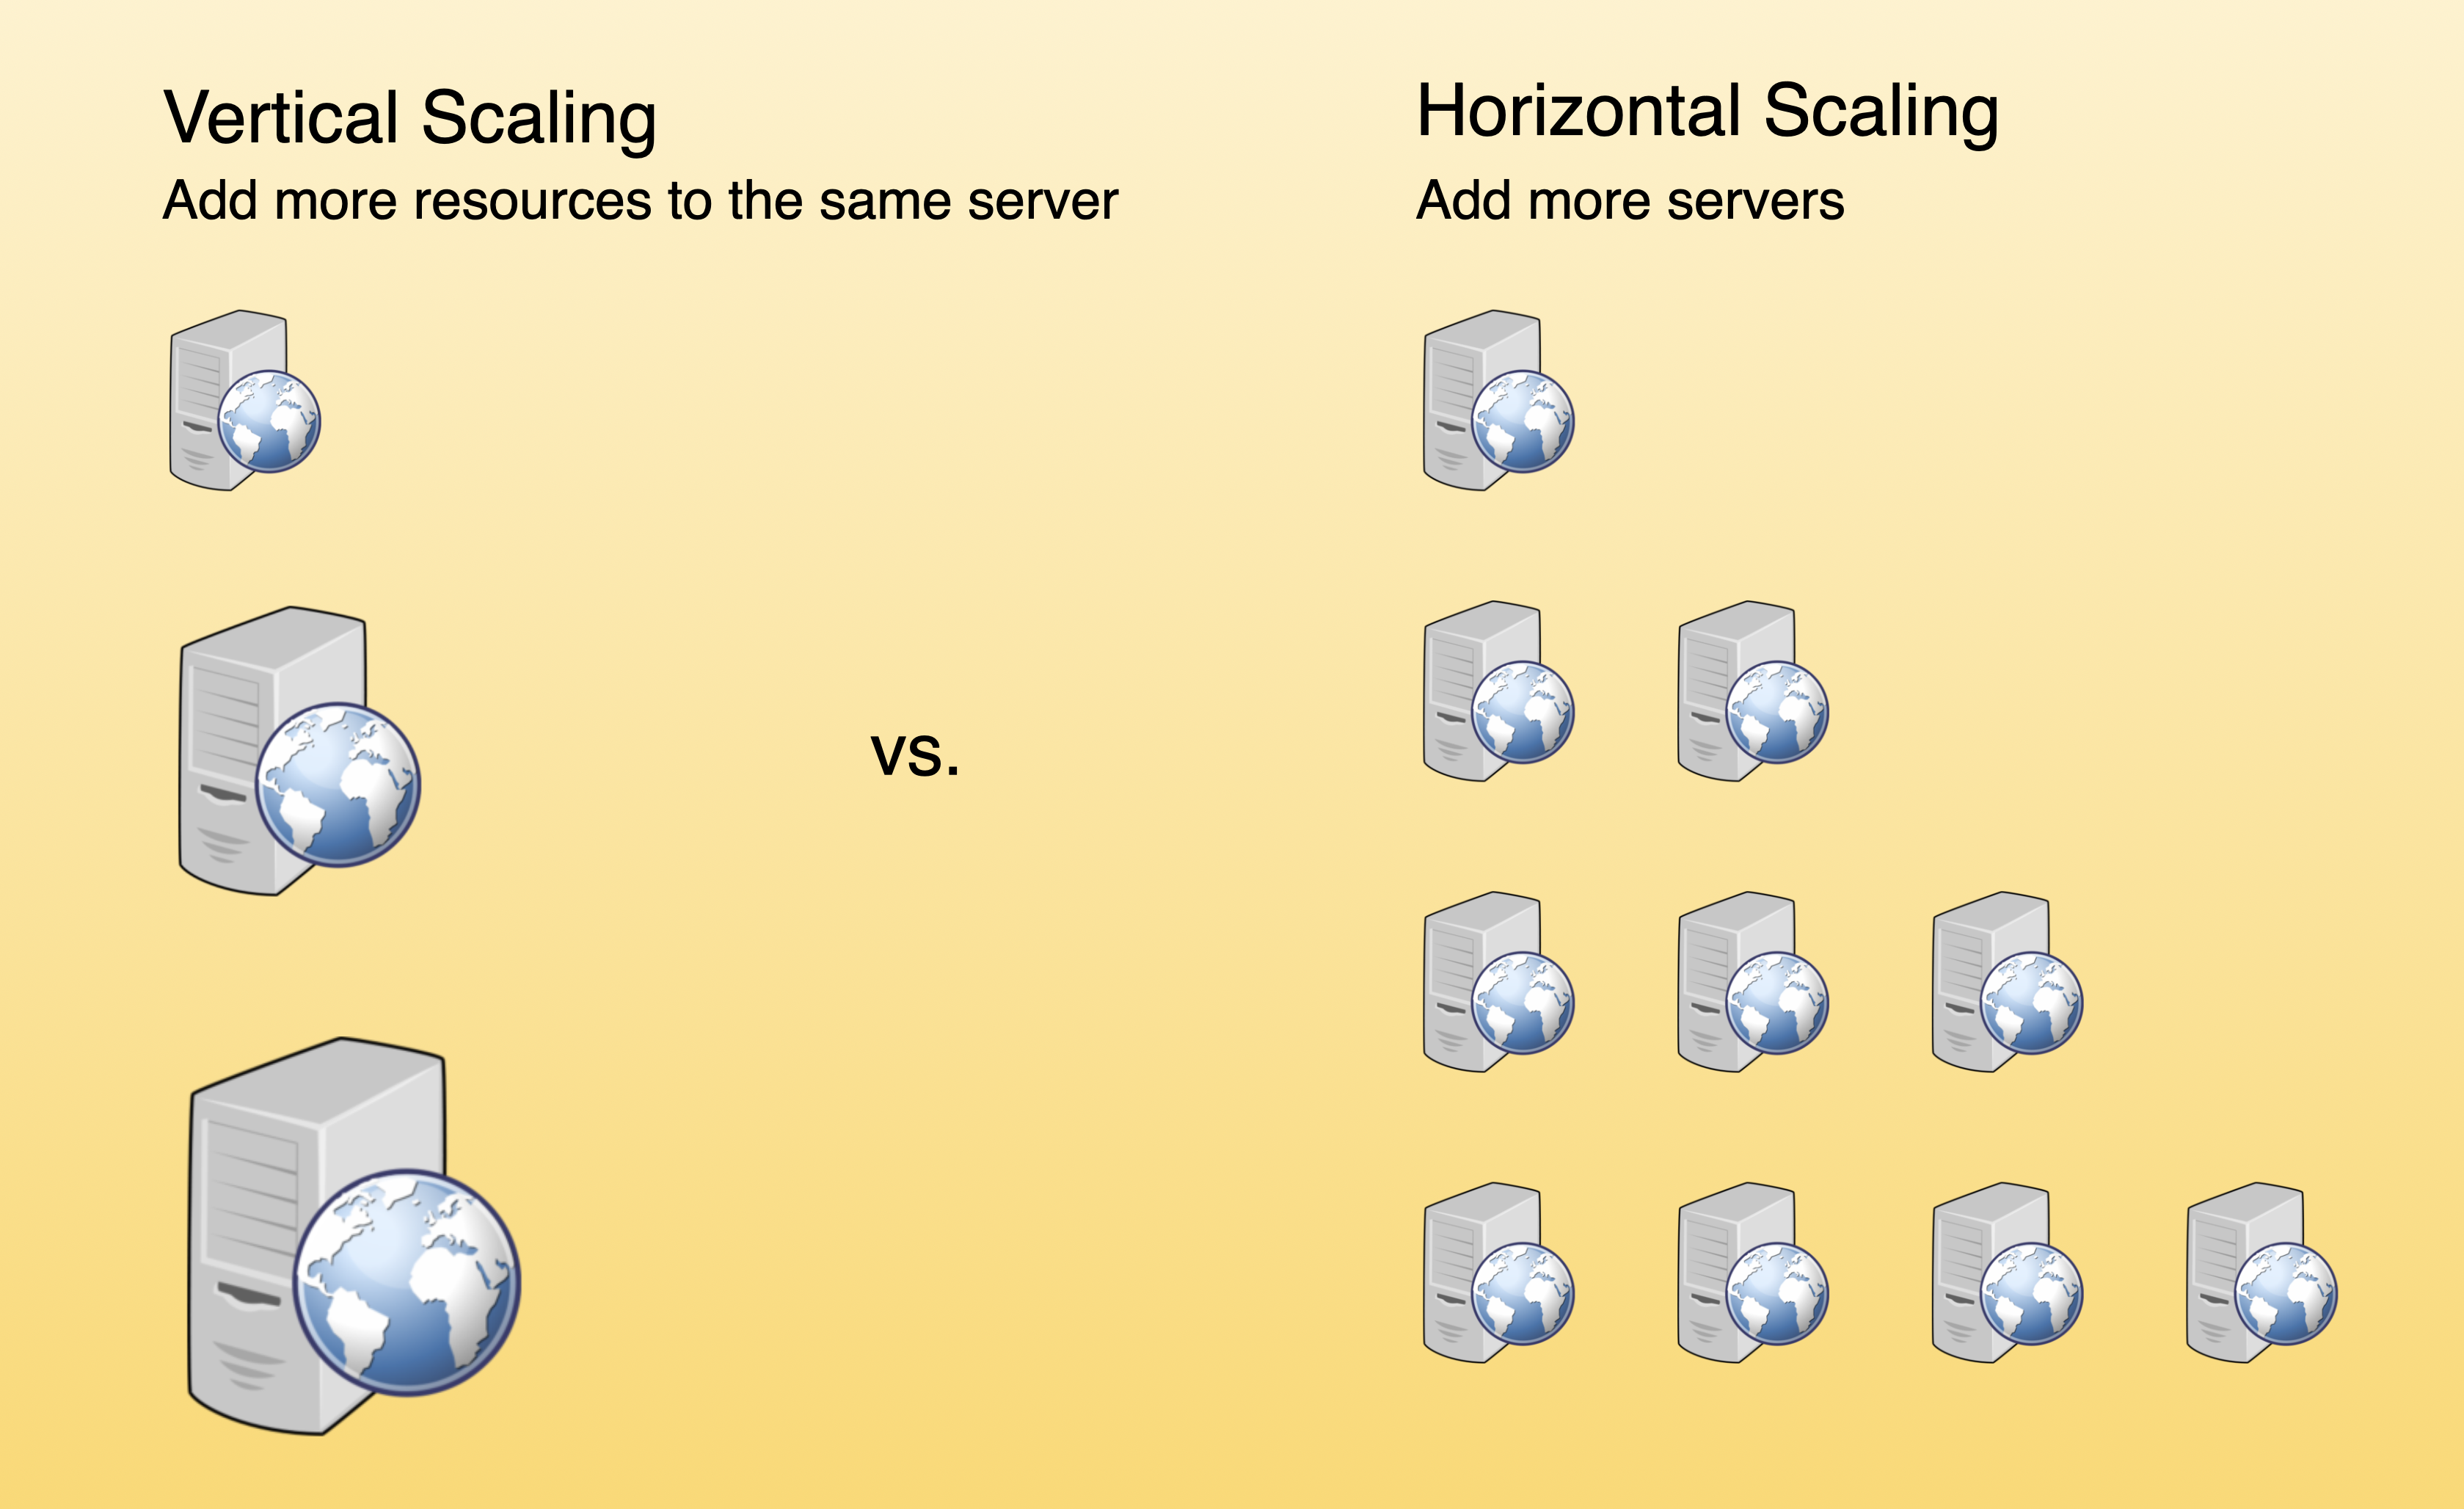 Vertical Scaling
Add more resources to the same server
vs.
Horizontal Scaling
Add more servers